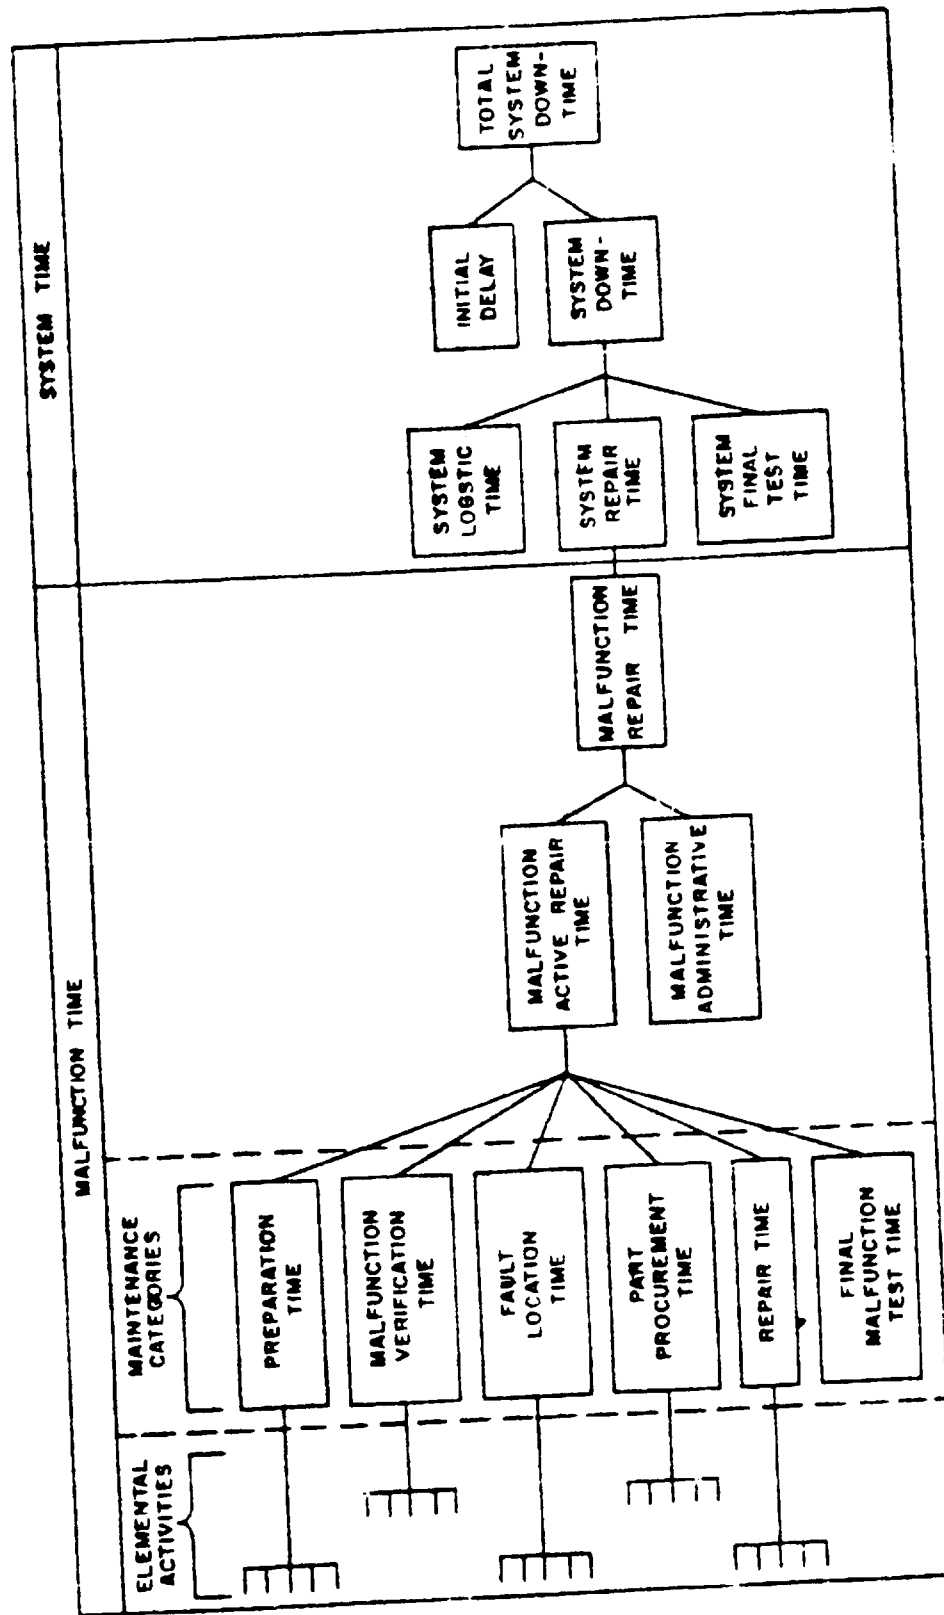 MALFUNCTION TIME
SYSTEM TIME
ELEMENTAL
ACTIVITIES
MAINTENANCE
CATEGORIES
PREPARATION
TIME
MALFUNCTION
VERIFICATION
TIME
FAULT
LOCATION
TIME
PART
PROCUREMENT
TIME
REPAIR TIME
FINAL
MALFUNCTION
TEST TIME
MALFUNCTION
ACTIVE REPAIR
TIME
MALFUNCTION
ADMINISTRATIVE
TIME
MALFUNCTION
REPAIR TIME
SYSTEM
LOGSTIC
TIME
SYSTEM
REPAIR
TIME
SYSTEM
FINAL
TEST
TIME
INITIAL
DELAY
SYSTEM
DOWN-
TIME
TOTAL
SYSTEM
DOWN-
TIME